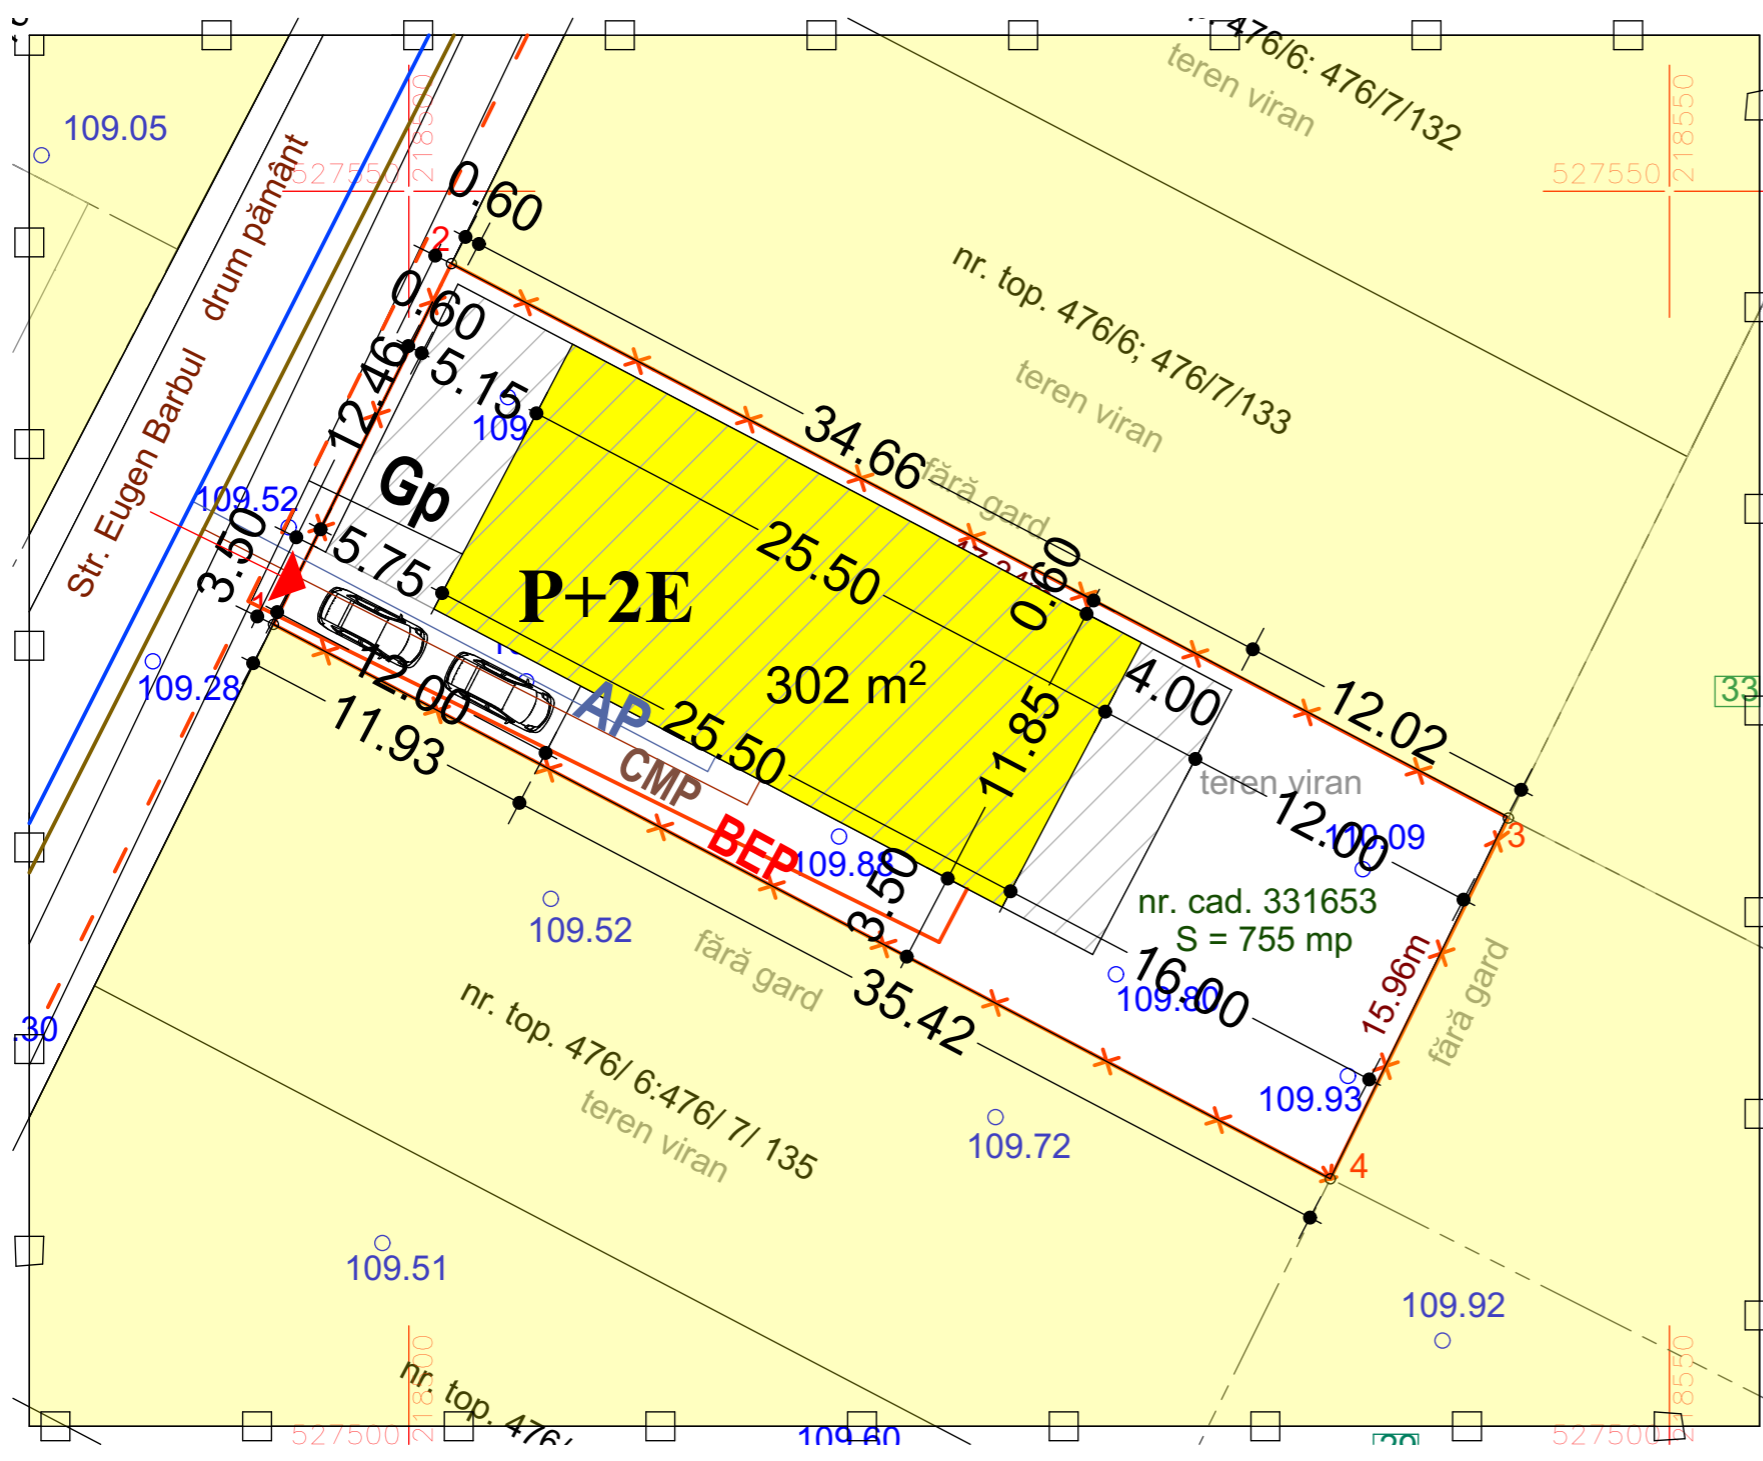 476/6: 476/7/132
teren viran
218500
218550
109.05
527550
527550
0.60
2
drum pământ
nr. top. 476/6; 476/7/133
teren viran
0.60
12.46
5.15
109
34.66
fără gard
Gp
109.52
3.50
5.75
25.50
0.60
P+2E
Str. Eugen Barbul
302 m²
4.00
12.02
33
109.28
12.00
11.93
AP
25.50
11.85
CMP
teren viran
12.00
110.09
3
BEP
109.88
3.50
nr. cad. 331653
S = 755 mp
109.52
fără gard
16.00
109.80
15.96m
fără gard
.30
nr. top. 476/ 6:476/ 7/ 135
teren viran
35.42
109.93
109.72
4
109.51
109.92
nr. top. 476/
218500
218550
527500
109.60
527500